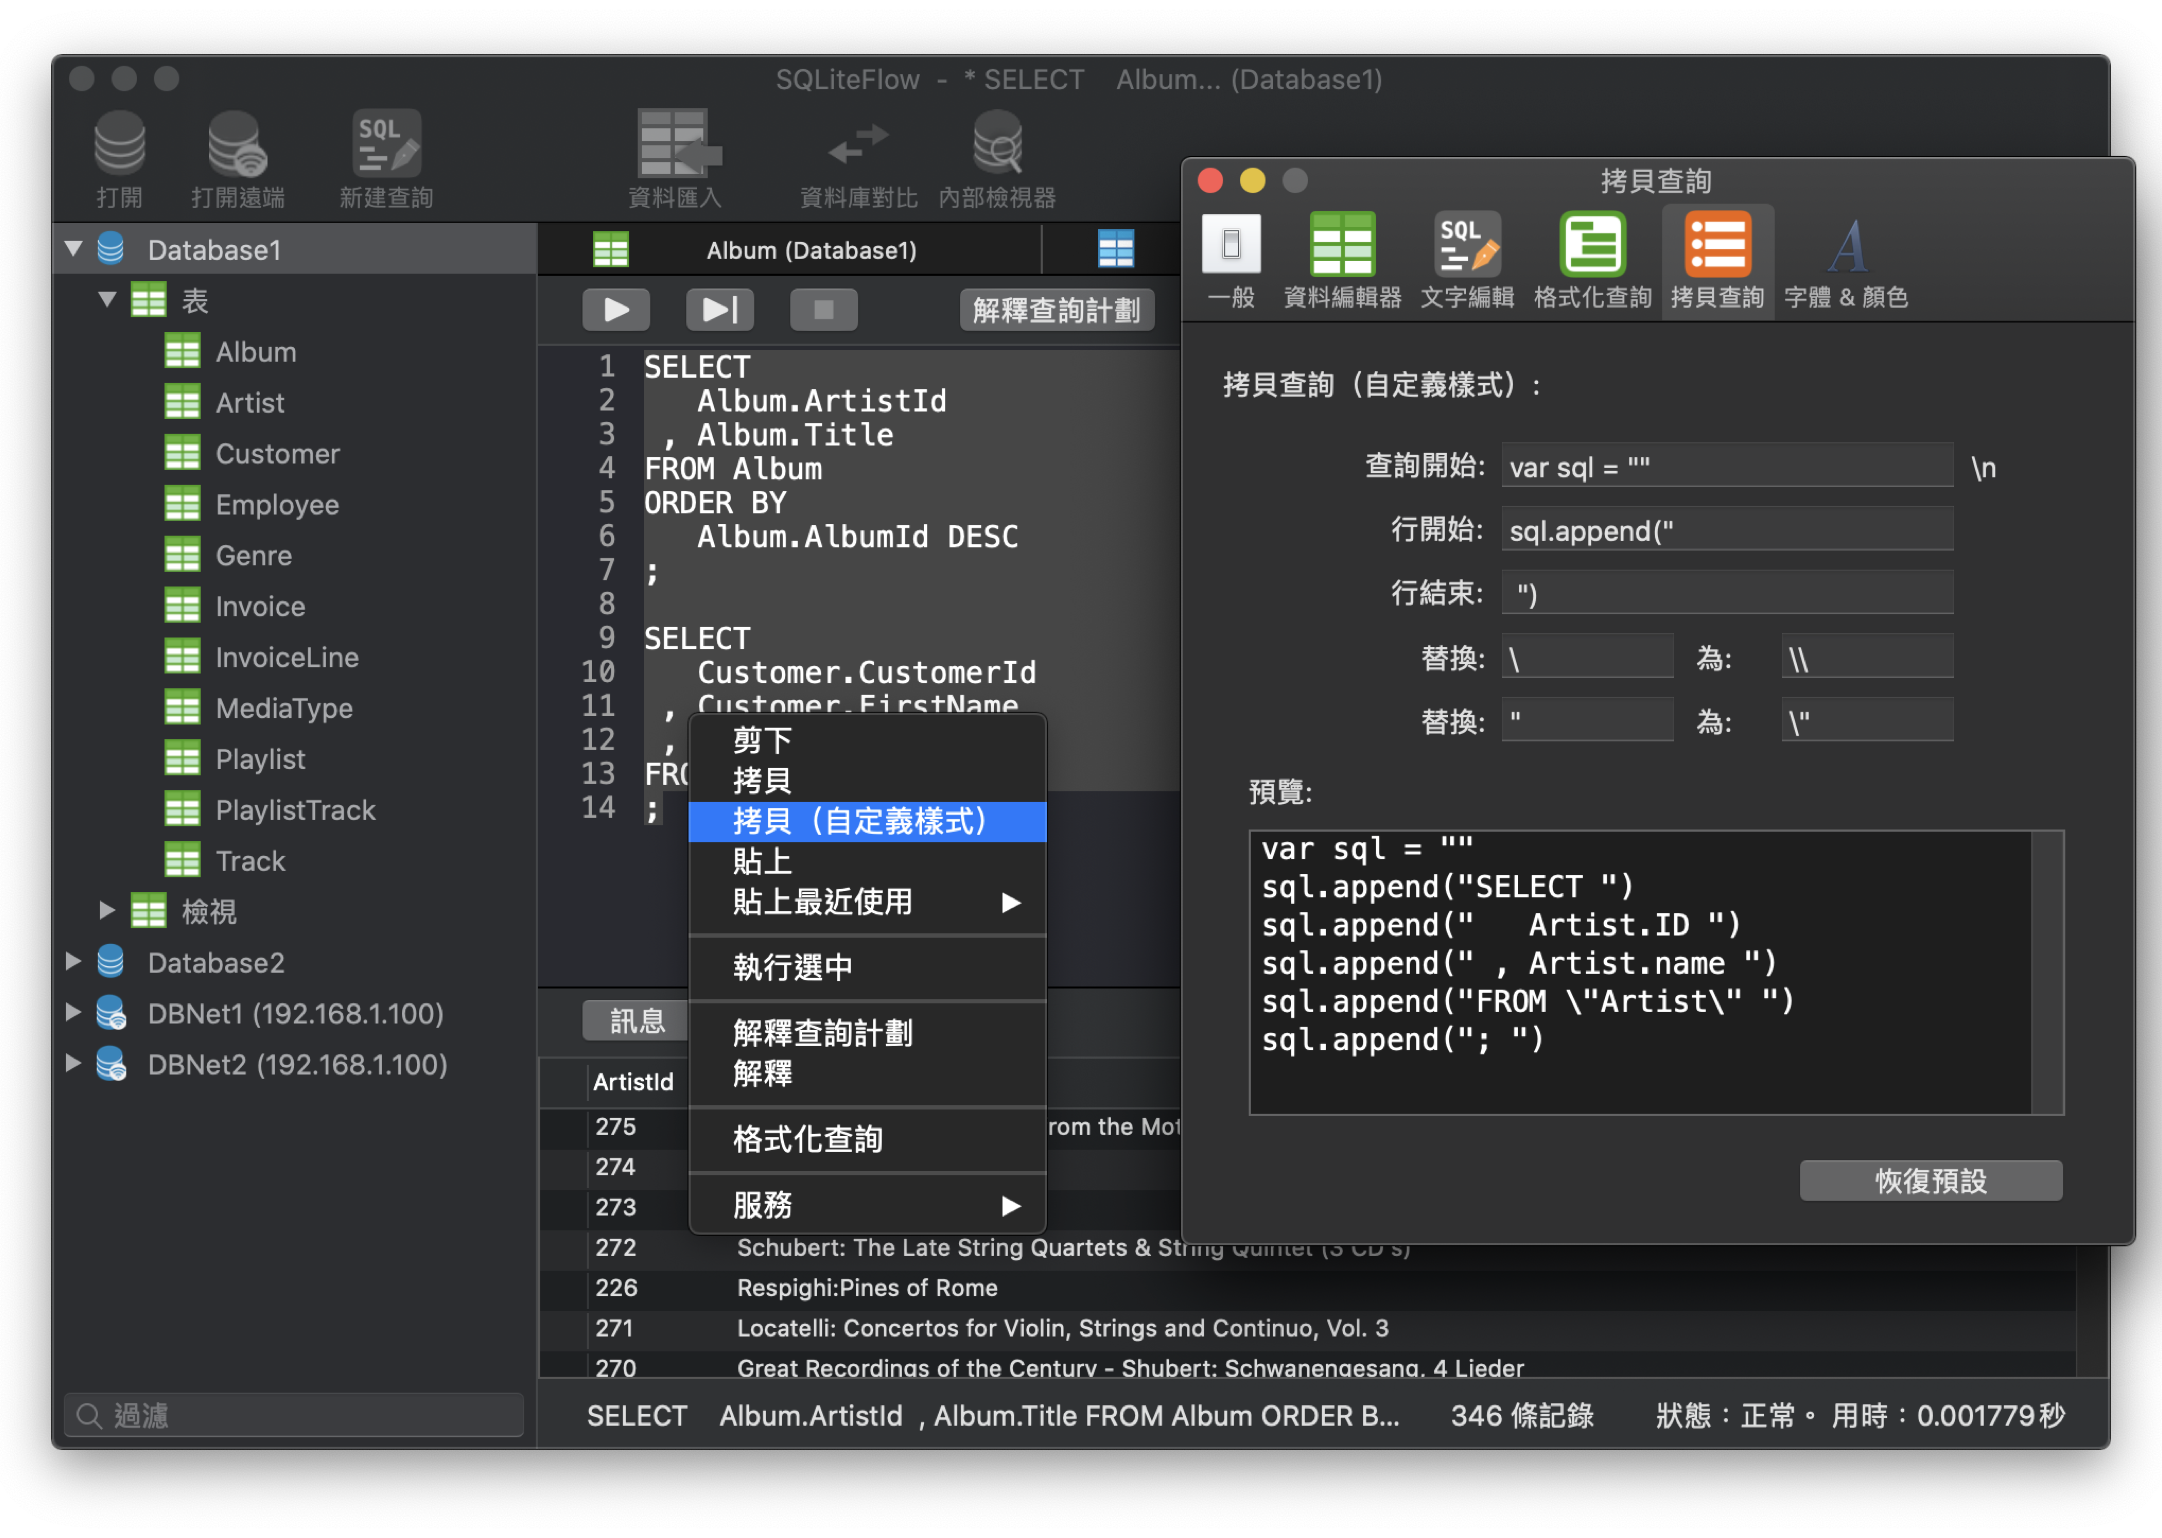 SQLiteFlow - * SELECT Album... (Database1)
打開
打開遠端
SQL
新建查詢
資料匯入
資料庫對比
內部檢視器
Database1
表
Album
Artist
Customer
Employee
Genre
Invoice
InvoiceLine
MediaType
Playlist
PlaylistTrack
Track
檢視
Database2
DBNet1 (192.168.1.100)
DBNet2 (192.168.1.100)
過濾
Album (Database1)
解釋查詢計劃
1 SELECT
2 Album.ArtistId
3 , Album.Title
4 FROM Album
5 ORDER BY
6 Album.AlbumId DESC
7 ;
8
9 SELECT
10 Customer.CustomerId
11 , Customer.FirstName
12 ,
13 FRO
14 ;
剪下
拷貝
拷貝（自定義樣式）
貼上
貼上最近使用
執行選中
解釋查詢計劃
解釋
格式化查詢
服務
訊息
ArtistId
275 rom the Mot
274
273
272 Schubert: The Late String Quartets & String Quintet (3 CD's)
226 Respighi:Pines of Rome
271 Locatelli: Concertos for Violin, Strings and Continuo, Vol. 3
270 Great Recordings of the Century - Shubert: Schwanengesang, 4 Lieder
SELECT Album.ArtistId , Album.Title FROM Album ORDER B... 346 條記錄 狀態：正常。 用時：0.001779秒
拷貝查詢
一般
資料編輯器
SQL
文字編輯
格式化查詢
拷貝查詢
A
字體 & 顏色
拷貝查詢（自定義樣式）:
查詢開始: var sql = "" \n
行開始: sql.append("
行結束: ")
替換: \ 為: \\
替換: " 為: \"
預覽:
var sql = ""
sql.append("SELECT ")
sql.append("   Artist.ID ")
sql.append(" , Artist.name ")
sql.append("FROM \"Artist\" ")
sql.append("; ")
恢復預設